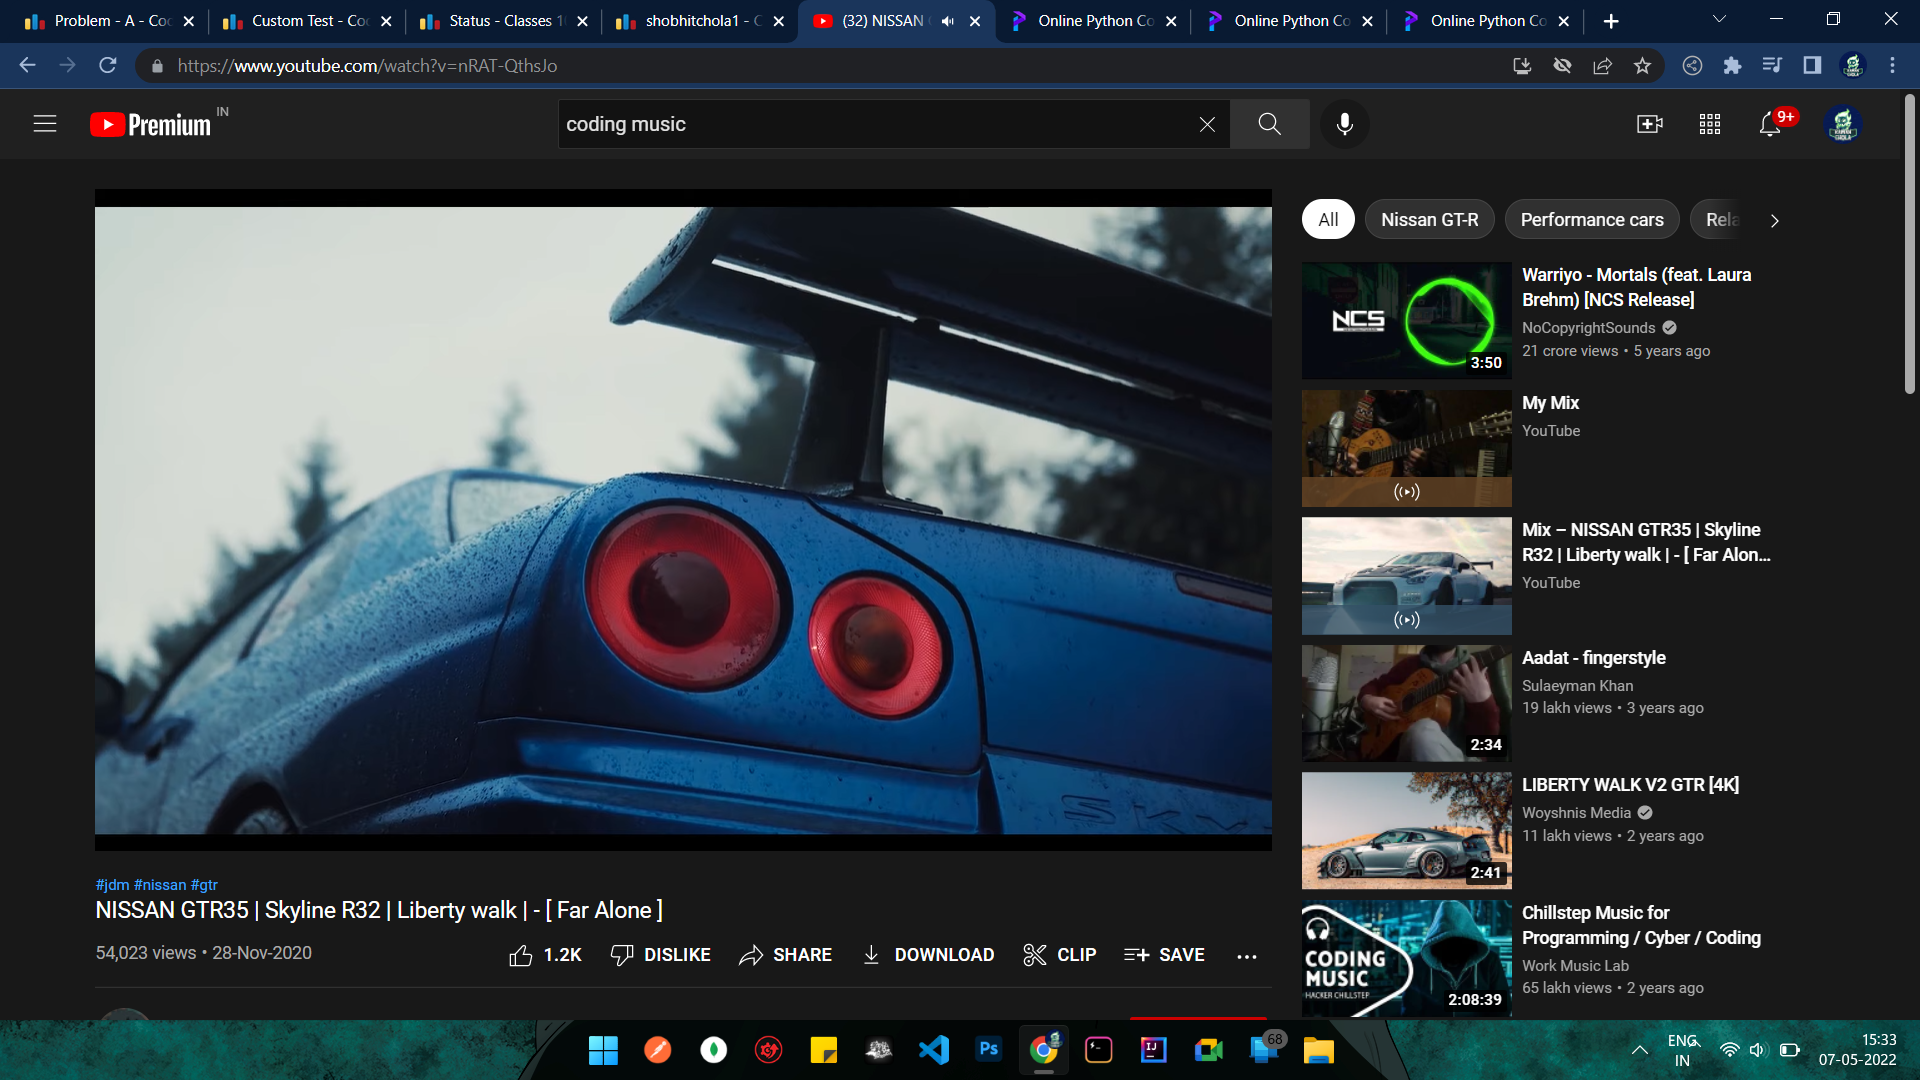 Problem - A - Co
Custom Test - Co
Status - Classes 1
shobhitchola1 - C
(32) NISSAN
Online Python Co
Online Python Co
Online Python Co
https://www.youtube.com/watch?v=nRAT-QthsJo
Premium IN
coding music
9+
All
Nissan GT-R
Performance cars
Rela
Warriyo - Mortals (feat. Laura
Brehm) [NCS Release]
NoCopyrightSounds
21 crore views • 5 years ago
NCS
3:50
My Mix
YouTube
Mix – NISSAN GTR35 | Skyline
R32 | Liberty walk | - [ Far Alon...
YouTube
Aadat - fingerstyle
Sulaeyman Khan
19 lakh views • 3 years ago
2:34
LIBERTY WALK V2 GTR [4K]
Woyshnis Media
11 lakh views • 2 years ago
2:41
Chillstep Music for
Programming / Cyber / Coding
Work Music Lab
65 lakh views • 2 years ago
CODING
MUSIC
HACKER CHILLSTEP
2:08:39
#jdm #nissan #gtr
NISSAN GTR35 | Skyline R32 | Liberty walk | - [ Far Alone ]
54,023 views • 28-Nov-2020
1.2K
DISLIKE
SHARE
DOWNLOAD
CLIP
SAVE
Ps
IJ
68
ENG
IN
15:33
07-05-2022